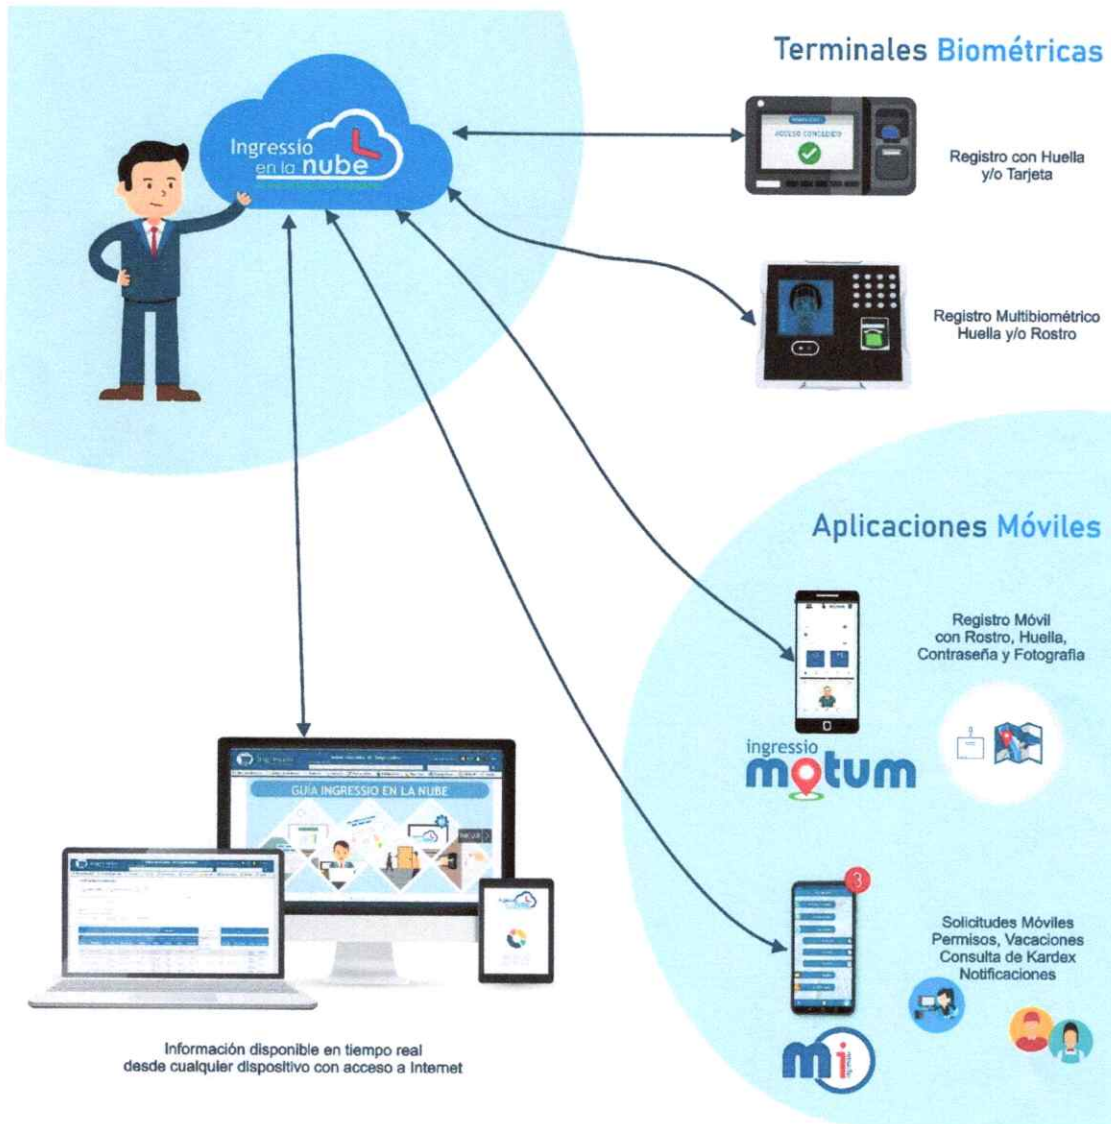 Terminales Biométricas
Ingressio
en la nube
ACCESO CONCEDIDO
Registro con Huella
y/o Tarjeta
Registro Multibiométrico
Huella y/o Rostro
Aplicaciones Móviles
Registro Móvil
con Rostro, Huella,
Contraseña y Fotografía
ingressio
motum
GUÍA INGRESSIO EN LA NUBE
3
Solicitudes Móviles
Permisos, Vacaciones
Consulta de Kardex
Notificaciones
mi
Información disponible en tiempo real
desde cualquier dispositivo con acceso a Internet